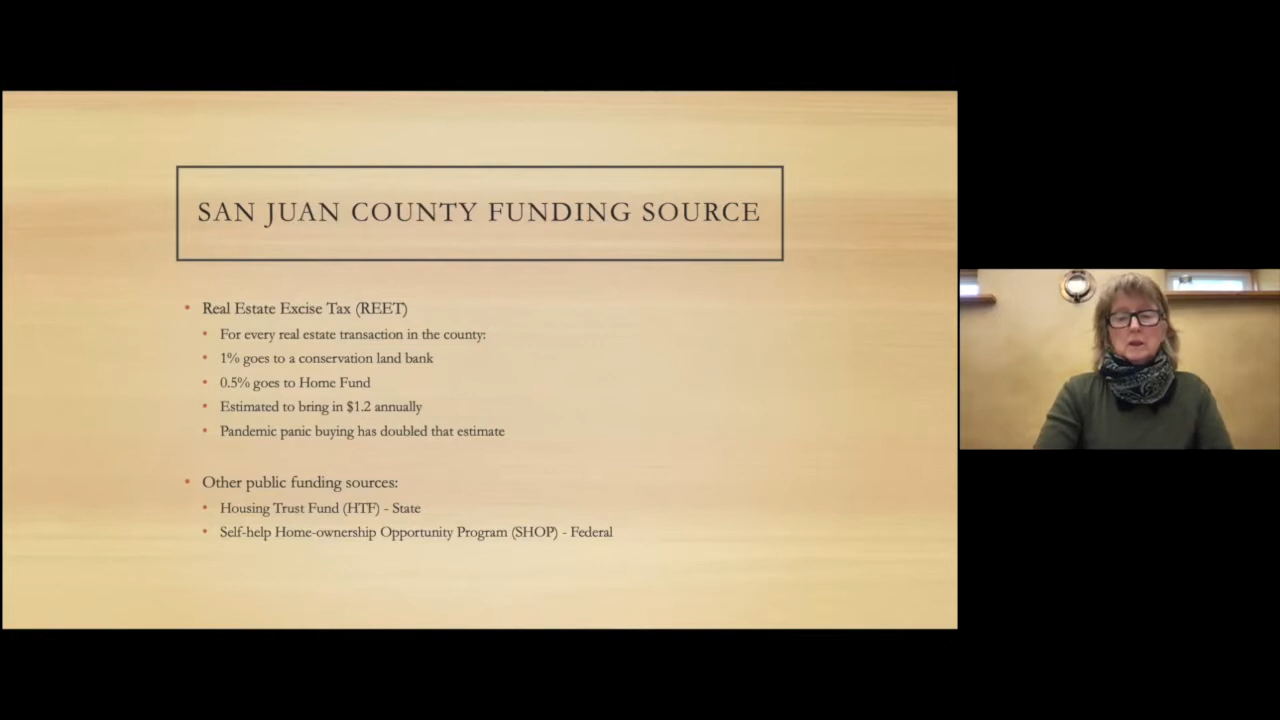 SAN JUAN COUNTY FUNDING SOURCE
Real Estate Excise Tax (REET)
For every real estate transaction in the county:
1% goes to a conservation land bank
0.5% goes to Home Fund
Estimated to bring in $1.2 annually
Pandemic panic buying has doubled that estimate
Other public funding sources:
Housing Trust Fund (HTF) - State
Self-help Home-ownership Opportunity Program (SHOP) - Federal